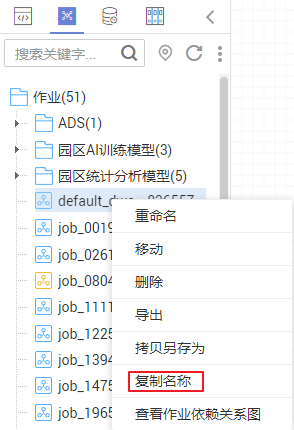 搜索关键字...
作业(51)
ADS(1)
园区AI训练模型(3)
园区统计分析模型(5)
default_dwc
job_0019
job_0261
job_0804
job_1111
job_1225
job_1394
job_1475
job_1965
重命名
移动
删除
导出
拷贝另存为
复制名称
查看作业依赖关系图